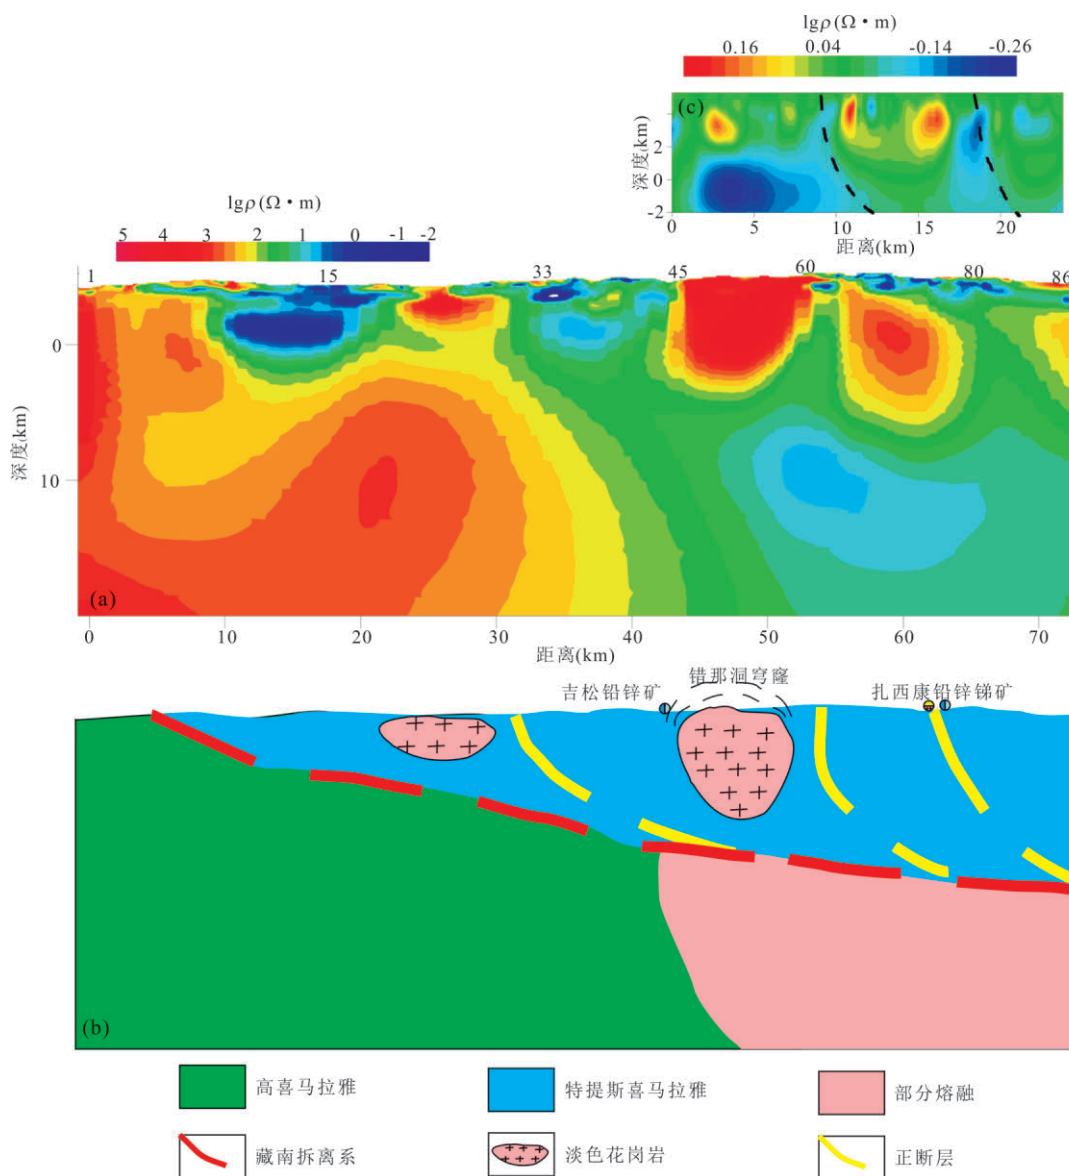 lgρ(Ω·m)
0.16 0.04 -0.14 -0.26
(c)
深度(km)
2
0
-2
0 5 10 15 20
距离(km)
lgρ(Ω·m)
5 4 3 2 1 0 -1 -2
1 15 33 45 60 80 86
深度(km)
0
10
(a)
0 10 20 30 40 50 60 70
距离(km)
错那洞穹窿
吉松铅锌矿 扎西康铅锌锑矿
(b)
高喜马拉雅 特提斯喜马拉雅 部分熔融
藏南拆离系 淡色花岗岩 正断层